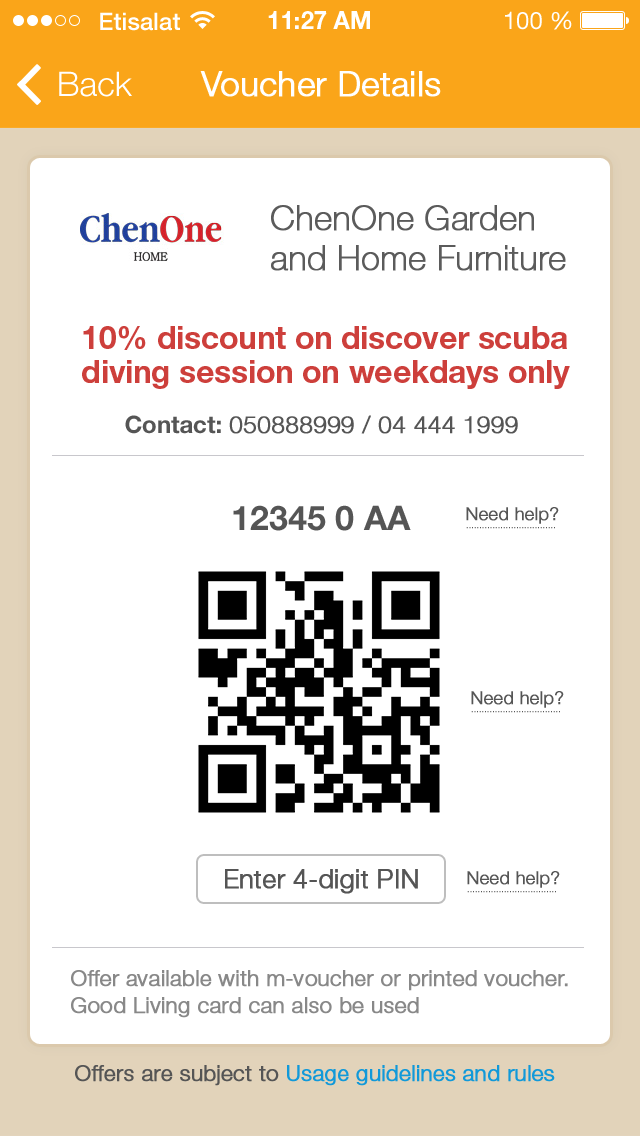 Etisalat 11:27 AM 100 %
Back Voucher Details
ChenOne
HOME
ChenOne Garden
and Home Furniture
10% discount on discover scuba
diving session on weekdays only
Contact: 050888999 / 04 444 1999
12345 0 AA Need help?
Need help?
Enter 4-digit PIN Need help?
Offer available with m-voucher or printed voucher.
Good Living card can also be used
Offers are subject to Usage guidelines and rules